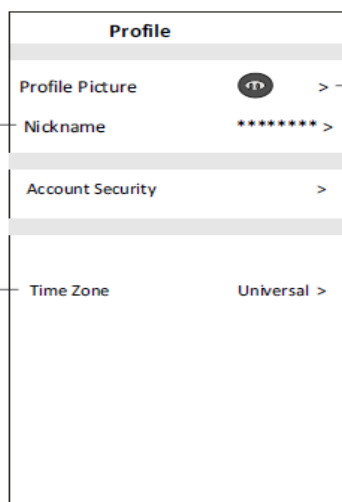 Profile
Profile Picture >
Nickname ******** >
Account Security >
Time Zone Universal >